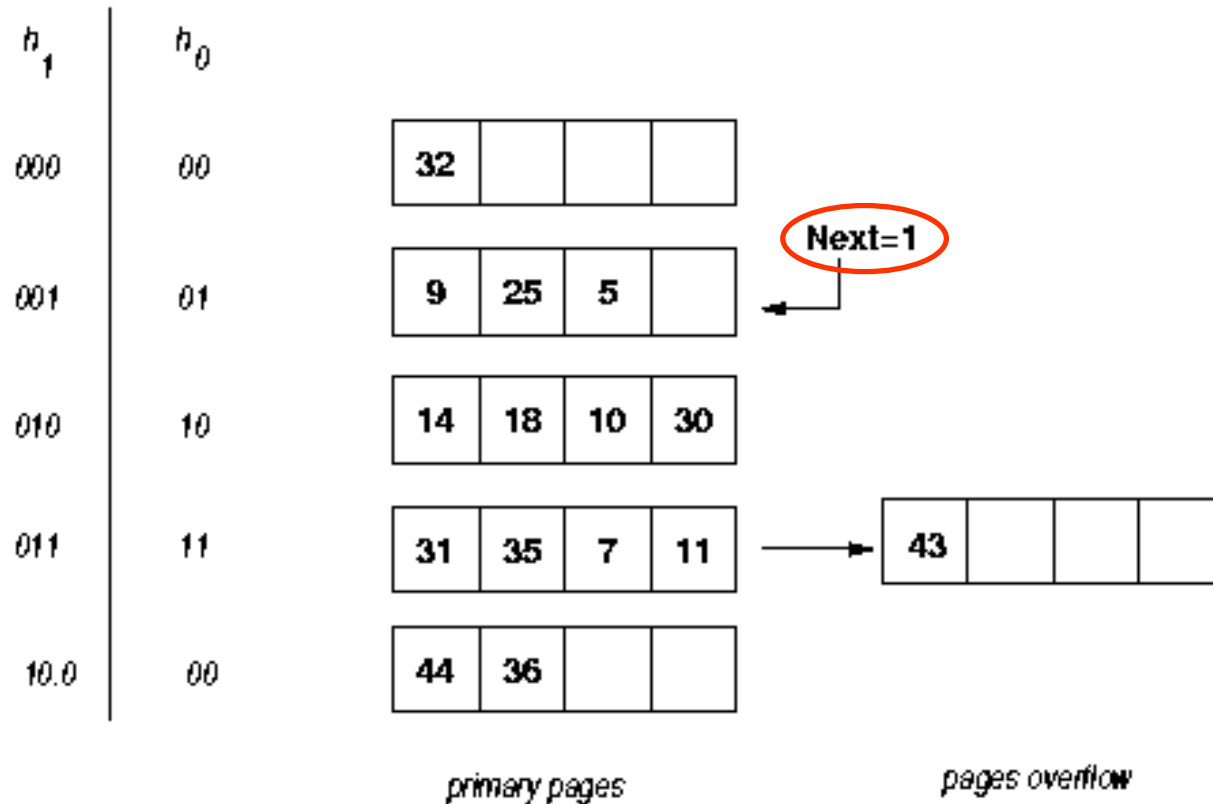 h1 h0
000 00 32
Next=1
001 01 9 25 5
010 10 14 18 10 30
011 11 31 35 7 11 43
10.0 00 44 36
primary pages pages overflow